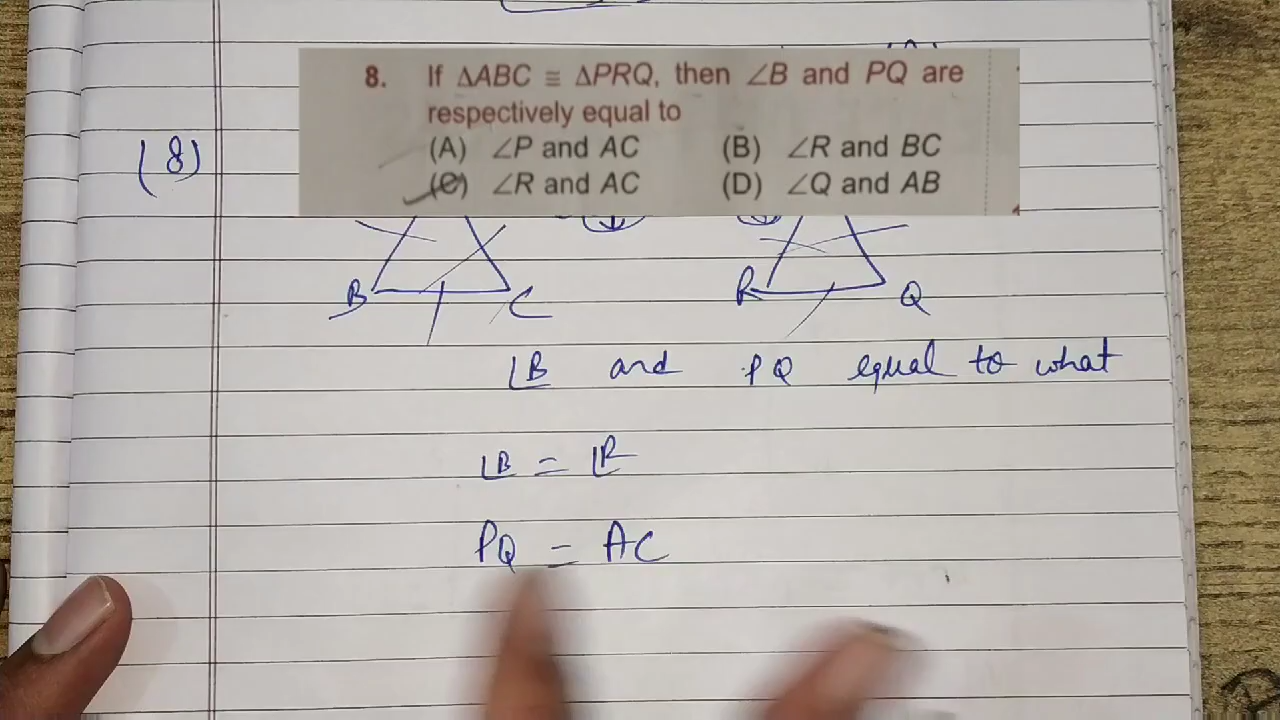 8. If ΔABC ≅ ΔPRQ, then ∠B and PQ are
respectively equal to
(A) ∠P and AC (B) ∠R and BC
(C) ∠R and AC (D) ∠Q and AB
(8)
B C R Q
∠B and PQ equal to what
∠B = ∠R
PQ = AC